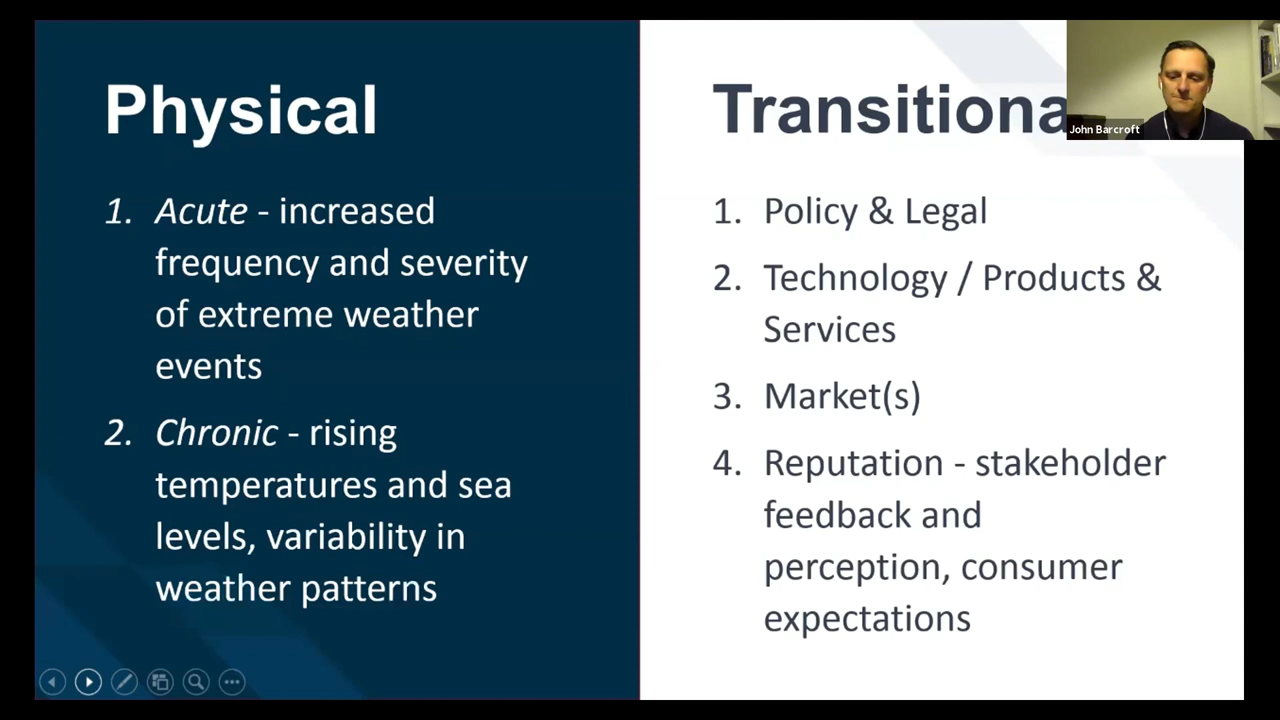 Physical
1. Acute - increased
frequency and severity
of extreme weather
events
2. Chronic - rising
temperatures and sea
levels, variability in
weather patterns
Transitiona
1. Policy & Legal
2. Technology / Products &
Services
3. Market(s)
4. Reputation - stakeholder
feedback and
perception, consumer
expectations
John Barcroft